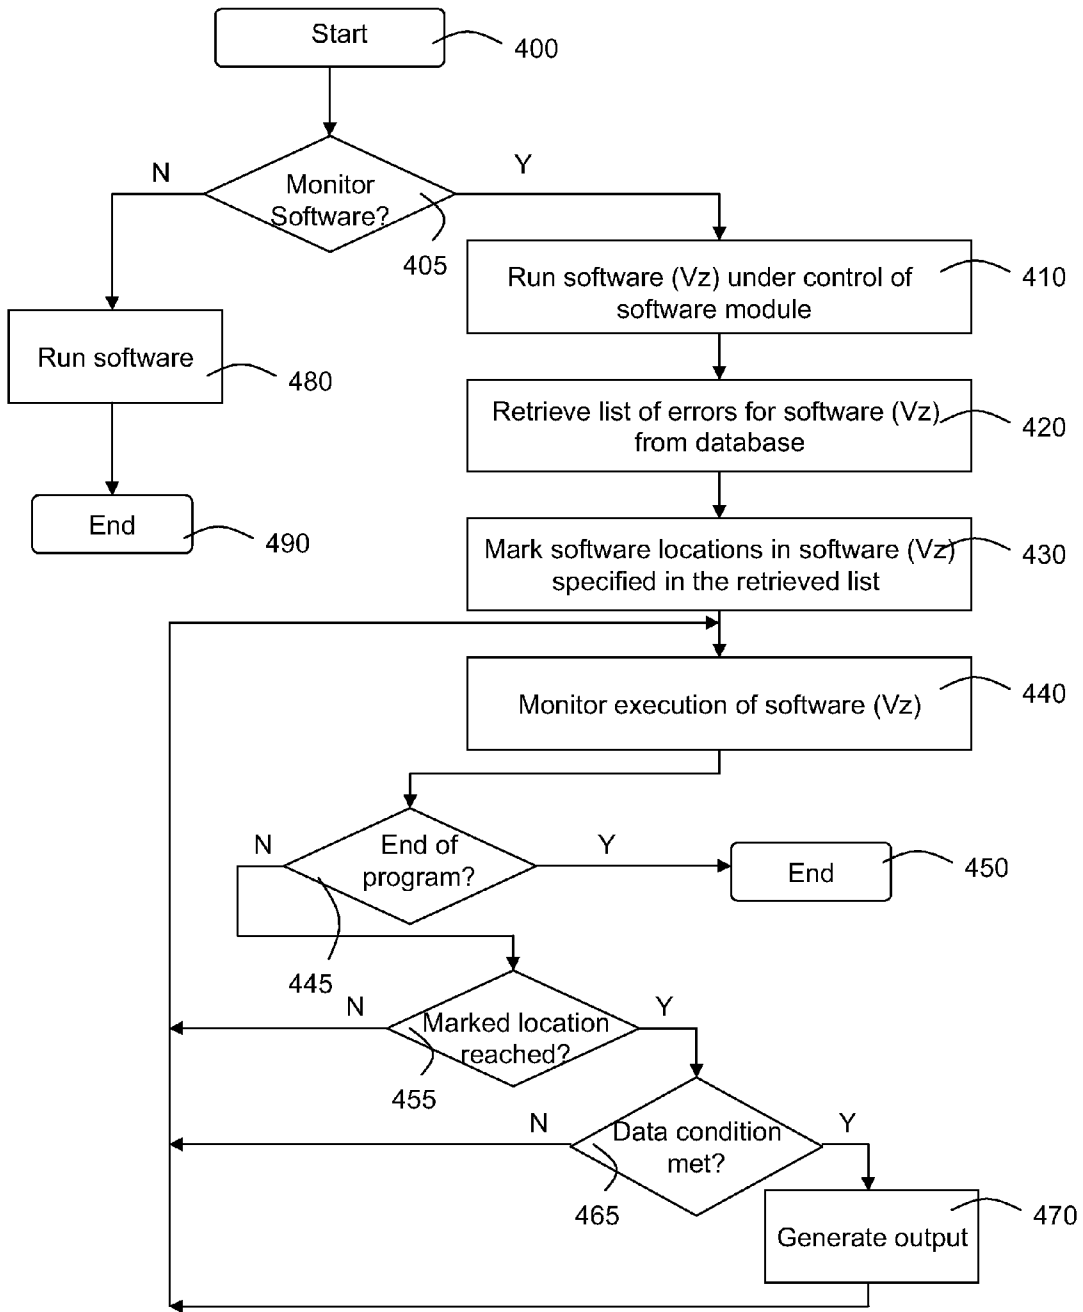 Start
400
N
Y
Monitor
Software?
405
Run software (Vz) under control of
software module
410
Run software
480
Retrieve list of errors for software (Vz)
from database
420
End
490
Mark software locations in software (Vz)
specified in the retrieved list
430
Monitor execution of software (Vz)
440
N
End of
program?
Y
End
450
445
N
Marked location
reached?
Y
455
N
Data condition
met?
Y
465
Generate output
470